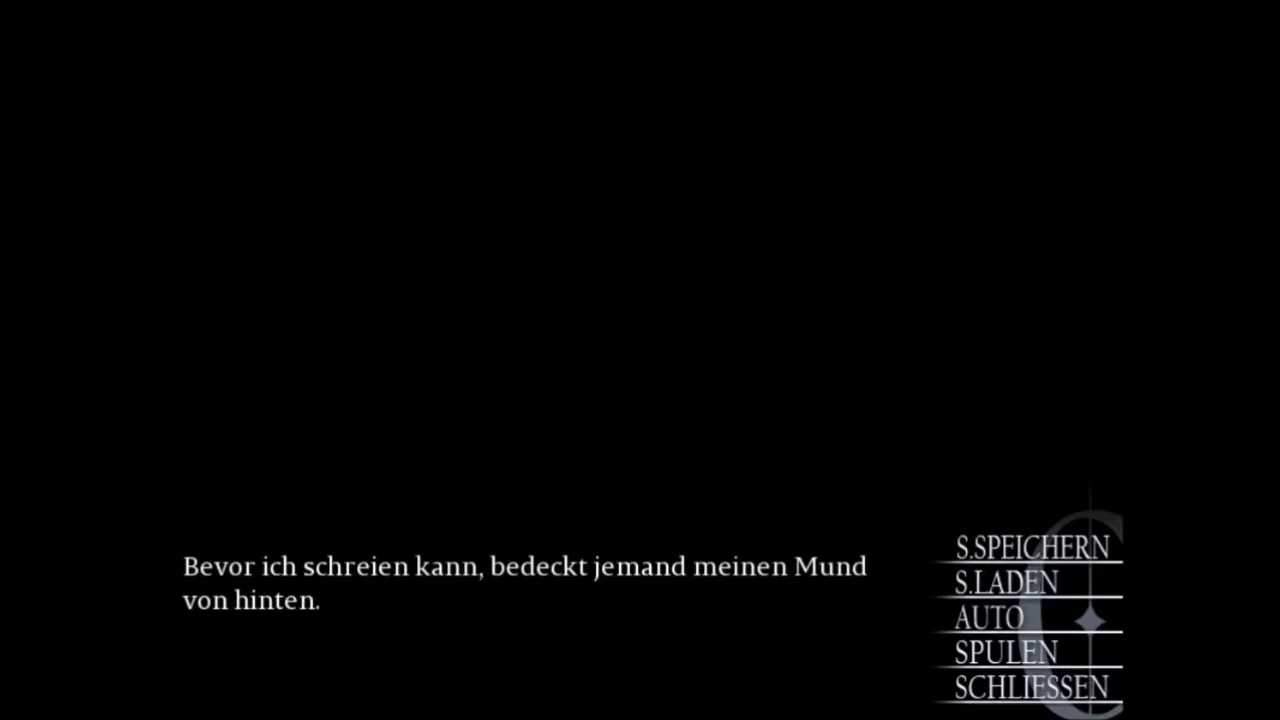 Bevor ich schreien kann, bedeckt jemand meinen Mund
von hinten.
S.SPEICHERN
S.LADEN
AUTO
SPULEN
SCHLIESSEN